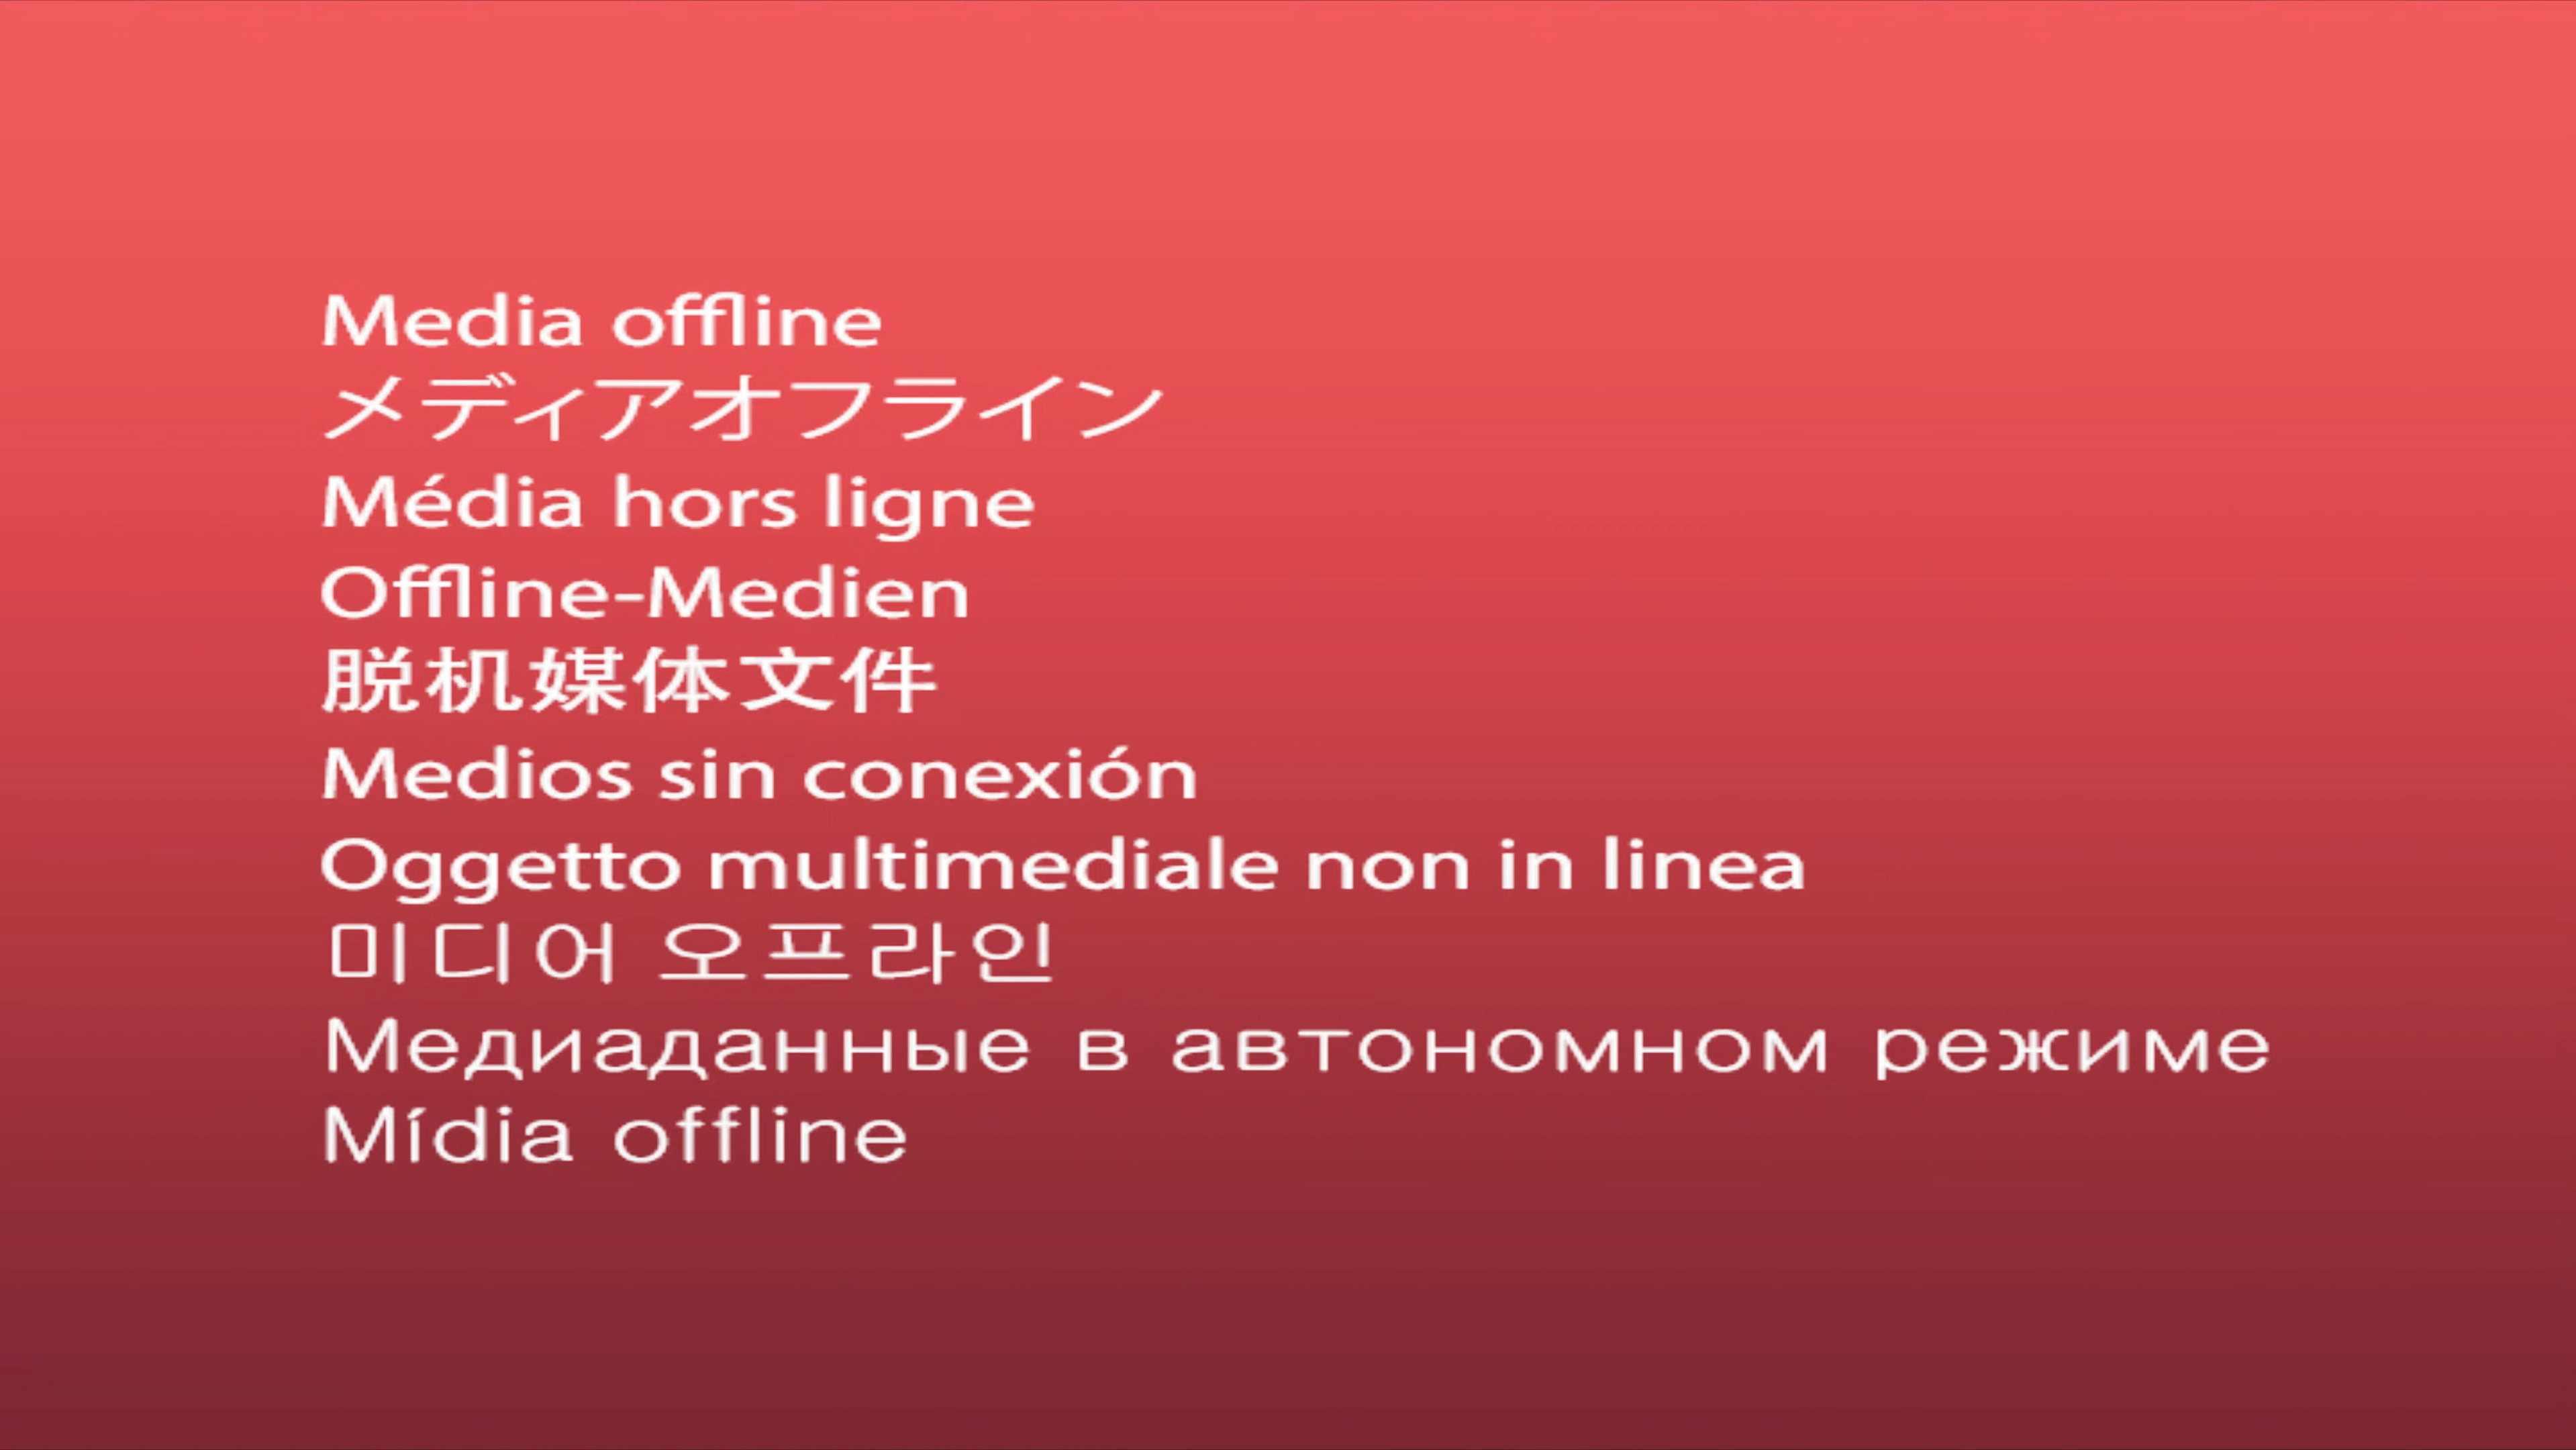 Media offline
メディアオフライン
Média hors ligne
Offline-Medien
脱机媒体文件
Medios sin conexión
Oggetto multimediale non in linea
미디어 오프라인
Медиаданные в автономном режиме
Mídia offline